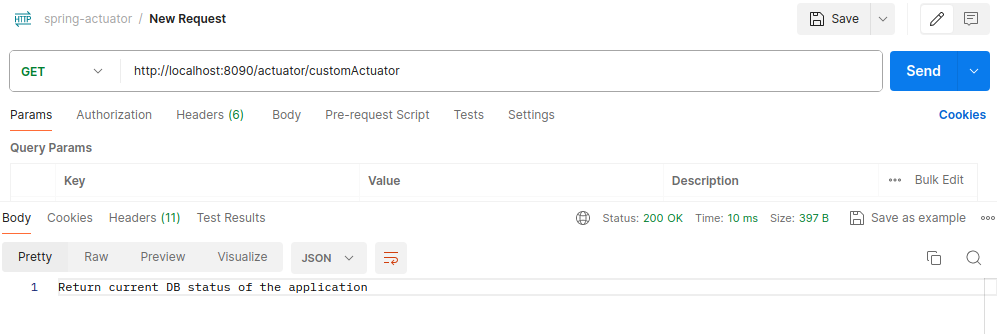 HTTP spring-actuator / New Request Save
GET http://localhost:8090/actuator/customActuator Send
Params Authorization Headers (6) Body Pre-request Script Tests Settings Cookies
Query Params
Key Value Description Bulk Edit
Body Cookies Headers (11) Test Results Status: 200 OK Time: 10 ms Size: 397 B Save as example
Pretty Raw Preview Visualize JSON
1 Return current DB status of the application